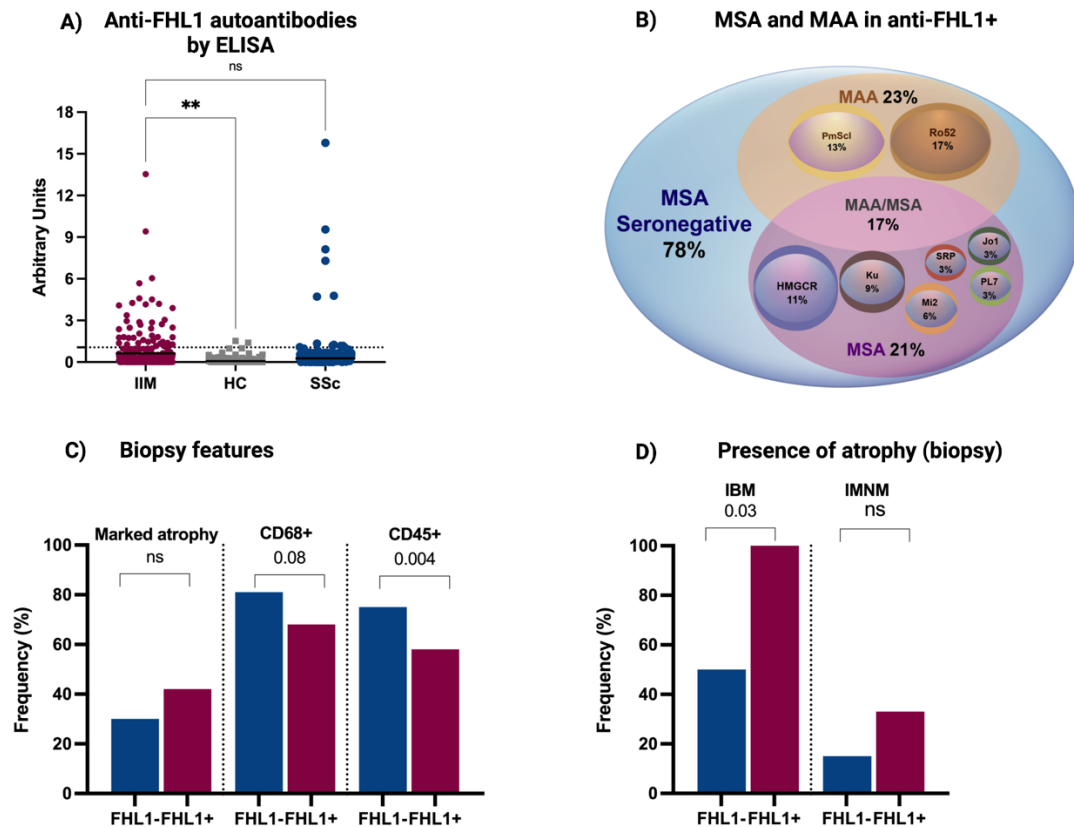 A) Anti-FHL1 autoantibodies
by ELISA
ns
**
18
15
12
9
6
3
0
Arbitrary Units
IIM
HC
SSc
B) MSA and MAA in anti-FHL1+
MAA 23%
PmScl
13%
Ro52
17%
MSA
Seronegative
78%
MAA/MSA
17%
HMGCR
11%
Ku
9%
SRP
3%
Jo1
3%
Mi2
6%
PL7
3%
MSA 21%
C) Biopsy features
Marked atrophy
ns
CD68+
0.08
CD45+
0.004
100
80
60
40
20
0
Frequency (%)
FHL1-FHL1+
FHL1-FHL1+
FHL1-FHL1+
D) Presence of atrophy (biopsy)
IBM
0.03
IMNM
ns
100
80
60
40
20
0
Frequency (%)
FHL1-FHL1+
FHL1-FHL1+